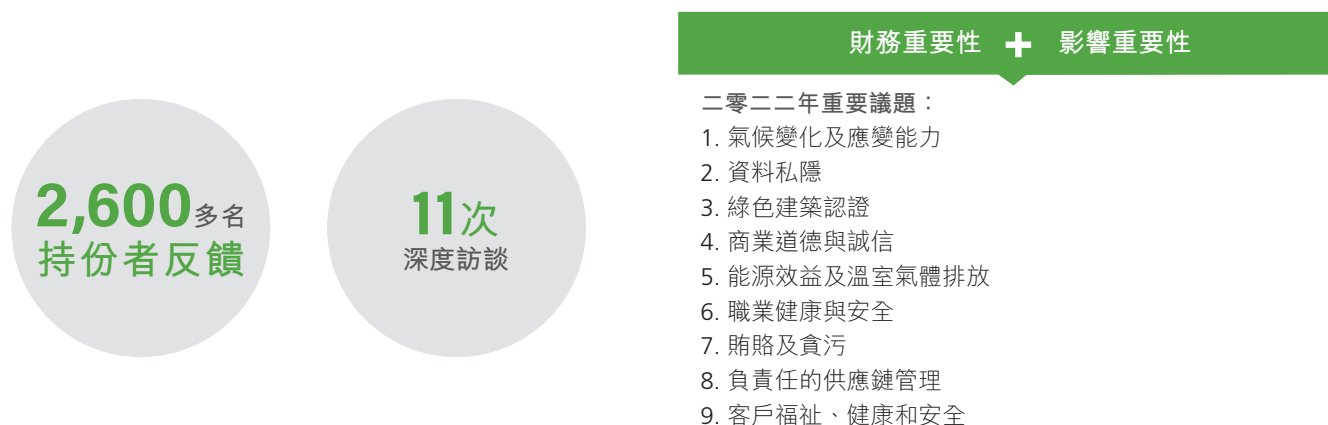 2,600多名
持份者反饋
11次
深度訪談
財務重要性 + 影響重要性
二零二二年重要議題：
1. 氣候變化及應變能力
2. 資料私隱
3. 綠色建築認證
4. 商業道德與誠信
5. 能源效益及溫室氣體排放
6. 職業健康與安全
7. 賄賂及貪污
8. 負責任的供應鏈管理
9. 客戶福祉、健康和安全